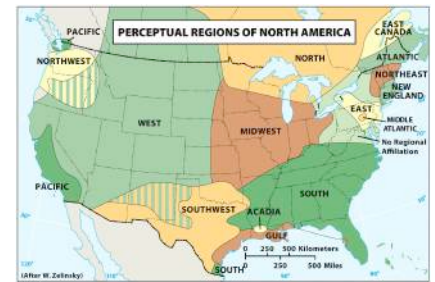 PERCEPTUAL REGIONS OF NORTH AMERICA
PACIFIC
EAST
CANADA
NORTHWEST
NORTH
ATLANTIC
NORTHEAST
NEW
ENGLAND
WEST
MIDWEST
EAST
MIDDLE
ATLANTIC
No Regional
Affiliation
PACIFIC
SOUTHWEST
ACADIA
SOUTH
GULF
0 250 500 Kilometers
SOUTH
0 250 500 Miles
(After W. Zelinsky)